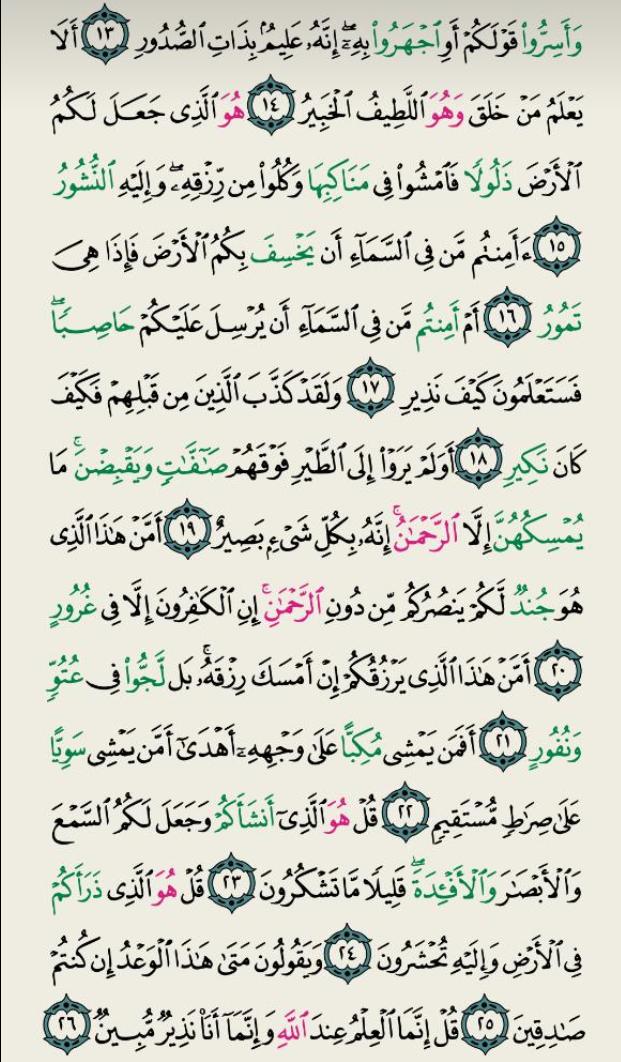 وَأَسِرُّوا۟ قَوْلَكُمْ أَوِ ٱجْهَرُوا۟ بِهِۦٓ ۖ إِنَّهُۥ عَلِيمٌۢ بِذَاتِ ٱلصُّدُورِ ١٣ أَلَا
يَعْلَمُ مَنْ خَلَقَ وَهُوَ ٱللَّطِيفُ ٱلْخَبِيرُ ١٤ هُوَ ٱلَّذِى جَعَلَ لَكُمُ
ٱلْأَرْضَ ذَلُولًا فَٱمْشُوا۟ فِى مَنَاكِبِهَا وَكُلُوا۟ مِن رِّزْقِهِۦ ۖ وَإِلَيْهِ ٱلنُّشُورُ
١٥ ءَأَمِنتُم مَّن فِى ٱلسَّمَآءِ أَن يَخْسِفَ بِكُمُ ٱلْأَرْضَ فَإِذَا هِىَ
تَمُورُ ١٦ أَمْ أَمِنتُم مَّن فِى ٱلسَّمَآءِ أَن يُرْسِلَ عَلَيْكُمْ حَاصِبًا ۖ
فَسَتَعْلَمُونَ كَيْفَ نَذِيرِ ١٧ وَلَقَدْ كَذَّبَ ٱلَّذِينَ مِن قَبْلِهِمْ فَكَيْفَ
كَانَ نَكِيرِ ١٨ أَوَلَمْ يَرَوْا۟ إِلَى ٱلطَّيْرِ فَوْقَهُمْ صَـٰٓفَّـٰتٍ وَيَقْبِضْنَ ۚ مَا
يُمْسِكُهُنَّ إِلَّا ٱلرَّحْمَـٰنُ ۚ إِنَّهُۥ بِكُلِّ شَىْءٍۭ بَصِيرٌ ١٩ أَمَّنْ هَـٰذَا ٱلَّذِى
هُوَ جُندٌ لَّكُمْ يَنصُرُكُم مِّن دُونِ ٱلرَّحْمَـٰنِ ۚ إِنِ ٱلْكَـٰفِرُونَ إِلَّا فِى غُرُورٍ
٢٠ أَمَّنْ هَـٰذَا ٱلَّذِى يَرْزُقُكُمْ إِنْ أَمْسَكَ رِزْقَهُۥ ۚ بَل لَّجُّوا۟ فِى عُتُوٍّ
وَنُفُورٍ ٢١ أَفَمَن يَمْشِى مُكِبًّا عَلَىٰ وَجْهِهِۦٓ أَهْدَىٰٓ أَمَّن يَمْشِى سَوِيًّا
عَلَىٰ صِرَٰطٍ مُّسْتَقِيمٍ ٢٢ قُلْ هُوَ ٱلَّذِىٓ أَنشَأَكُمْ وَجَعَلَ لَكُمُ ٱلسَّمْعَ
وَٱلْأَبْصَـٰرَ وَٱلْأَفْـِٔدَةَ ۖ قَلِيلًا مَّا تَشْكُرُونَ ٢٣ قُلْ هُوَ ٱلَّذِى ذَرَأَكُمْ
فِى ٱلْأَرْضِ وَإِلَيْهِ تُحْشَرُونَ ٢٤ وَيَقُولُونَ مَتَىٰ هَـٰذَا ٱلْوَعْدُ إِن كُنتُمْ
صَـٰدِقِينَ ٢٥ قُلْ إِنَّمَا ٱلْعِلْمُ عِندَ ٱللَّهِ وَإِنَّمَآ أَنَا۠ نَذِيرٌ مُّبِينٌ ٢٦